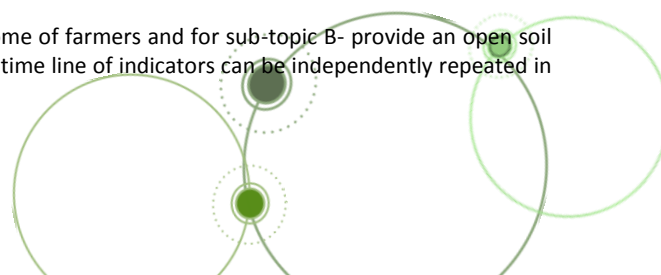 me of farmers and for sub-topic B- provide an open soil
time line of indicators can be independently repeated in